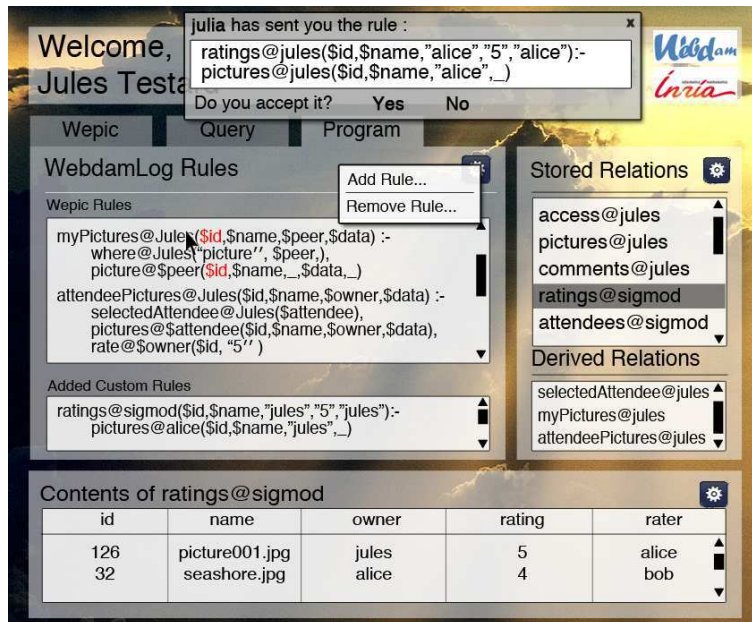 julia has sent you the rule :
x
ratings@jules($id,$name,”alice”,”5”,”alice”):-
pictures@jules($id,$name,”alice”,_)
Do you accept it? Yes No
Welcome,
Jules Testa
Webdam
Inria
Wepic Query Program
WebdamLog Rules
Add Rule...
Remove Rule...
Wepic Rules
myPictures@Jules($id,$name,$peer,$data) :-
where@Jules(“picture’’, $peer,),
picture@$peer($id,$name,_,$data,_)
attendeePictures@Jules($id,$name,$owner,$data) :-
selectedAttendee@Jules($attendee),
pictures@$attendee($id,$name,$owner,$data),
rate@$owner($id, “5’’ )
Added Custom Rules
ratings@sigmod($id,$name,”jules”,”5”,”jules”):-
pictures@alice($id,$name,”jules”,_)
Stored Relations
access@jules
pictures@jules
comments@jules
ratings@sigmod
attendees@sigmod
Derived Relations
selectedAttendee@jules
myPictures@jules
attendeePictures@jules
Contents of ratings@sigmod
id name owner rating rater
126 picture001.jpg jules 5 alice
32 seashore.jpg alice 4 bob